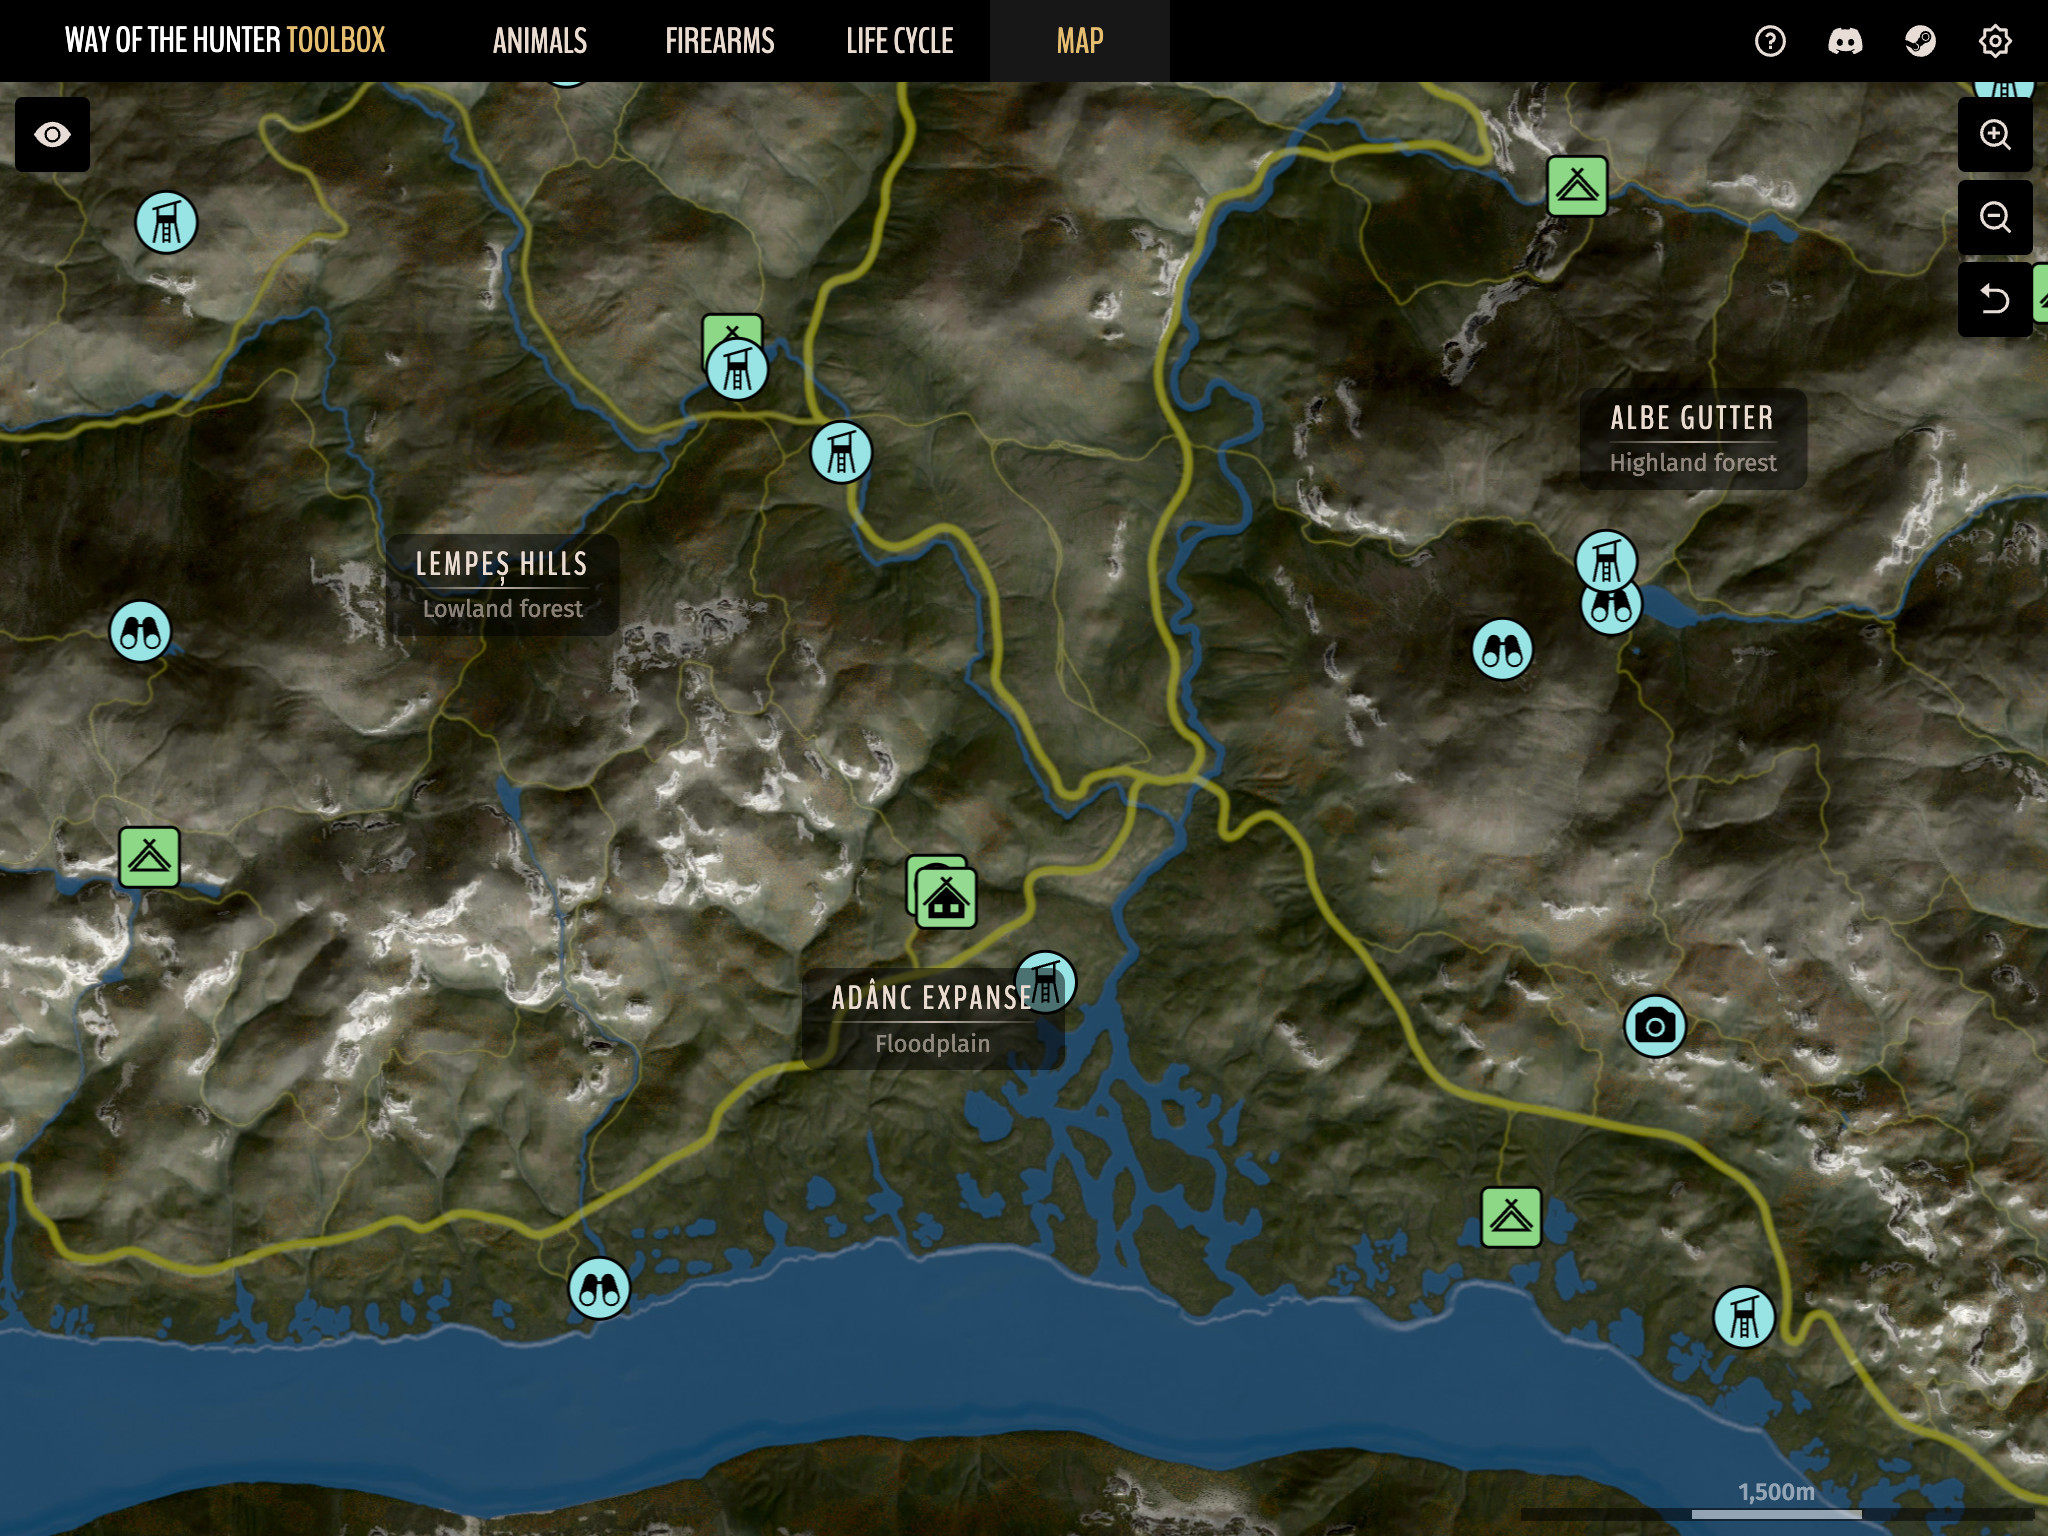 WAY OF THE HUNTER TOOLBOX
ANIMALS
FIREARMS
LIFE CYCLE
MAP
ALBE GUTTER
Highland forest
LEMPEȘ HILLS
Lowland forest
ADÂNC EXPANSE
Floodplain
1,500m